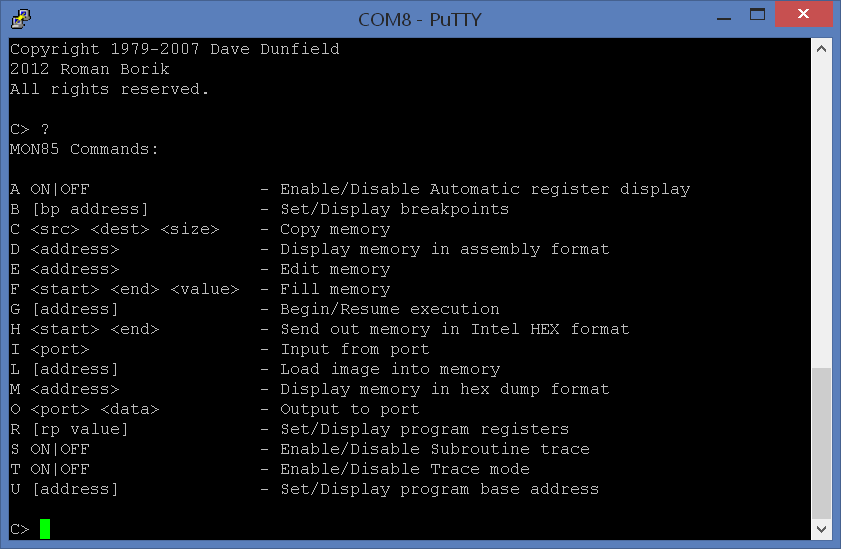 COM8 - PuTTY
Copyright 1979-2007 Dave Dunfield
2012 Roman Borik
All rights reserved.
C> ?
MON85 Commands:
A ON|OFF                 - Enable/Disable Automatic register display
B [bp address]           - Set/Display breakpoints
C <src> <dest> <size>    - Copy memory
D <address>              - Display memory in assembly format
E <address>              - Edit memory
F <start> <end> <value>  - Fill memory
G [address]              - Begin/Resume execution
H <start> <end>          - Send out memory in Intel HEX format
I <port>                 - Input from port
L [address]              - Load image into memory
M <address>              - Display memory in hex dump format
O <port> <data>          - Output to port
R [rp value]             - Set/Display program registers
S ON|OFF                 - Enable/Disable Subroutine trace
T ON|OFF                 - Enable/Disable Trace mode
U [address]              - Set/Display program base address
C>